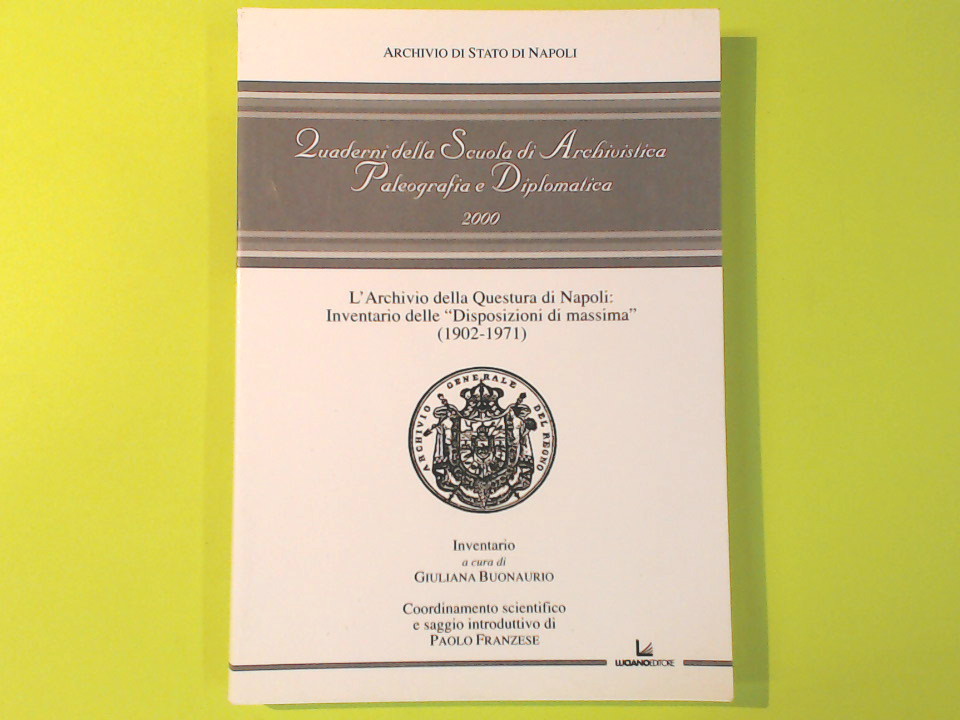 ARCHIVIO DI STATO DI NAPOLI
Quaderni della Scuola di Archivistica
Paleografia e Diplomatica
2000
L'Archivio della Questura di Napoli:
Inventario delle “Disposizioni di massima”
(1902-1971)
ARCHIVIO GENERALE DEL REGNO
Inventario
a cura di
GIULIANA BUONAURIO
Coordinamento scientifico
e saggio introduttivo di
PAOLO FRANZESE
LUCIANOEDITORE